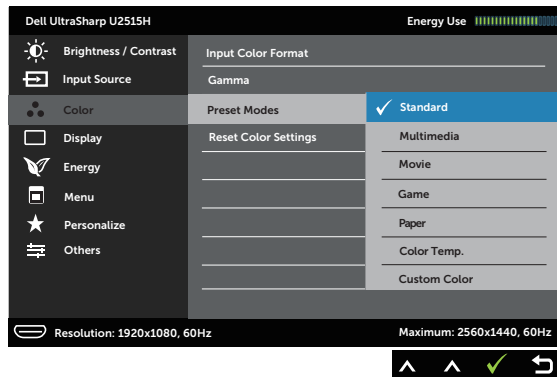 Dell UltraSharp U2515H
Energy Use
Brightness / Contrast
Input Source
Color
Display
Energy
Menu
Personalize
Others
Input Color Format
Gamma
Preset Modes
Reset Color Settings
Standard
Multimedia
Movie
Game
Paper
Color Temp.
Custom Color
Resolution: 1920x1080, 60Hz
Maximum: 2560x1440, 60Hz